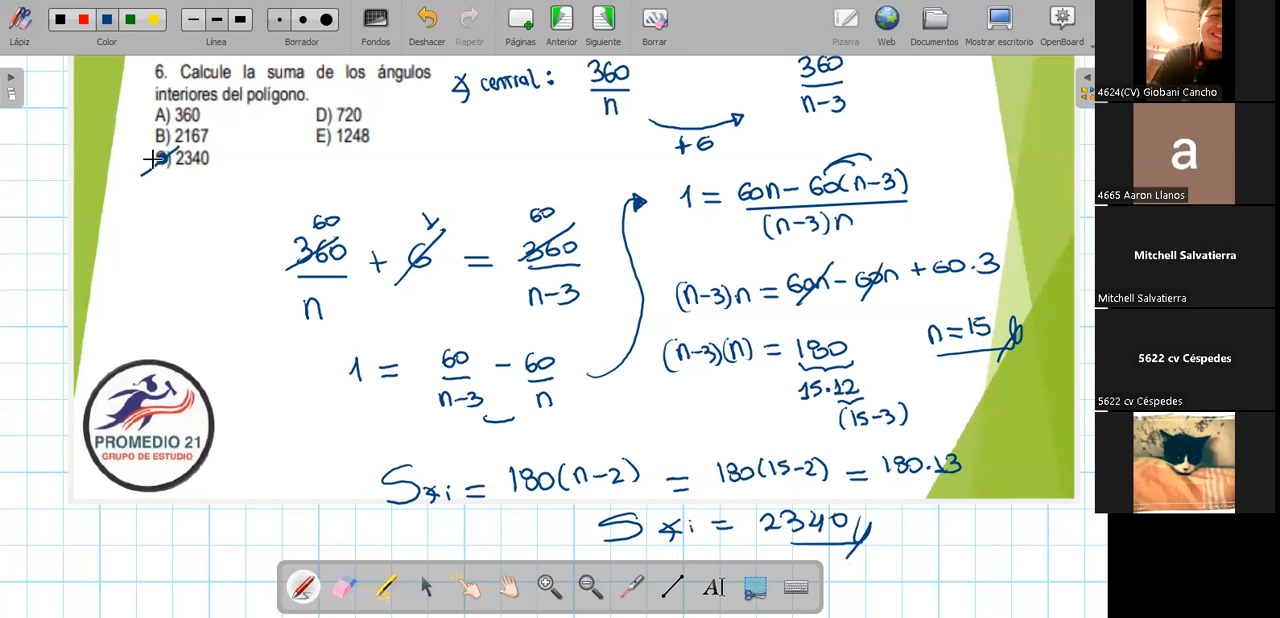 Lápiz Color Línea Borrador Fondos Deshacer Repetir Páginas Anterior Siguiente Borrar Pizarra Web Documentos Mostrar escritorio OpenBoard
6. Calcule la suma de los ángulos
interiores del polígono.
A) 360 D) 720
B) 2167 E) 1248
C) 2340
∢ central: 360/n 360/(n-3)
+6
360/n + 6 = 360/(n-3)
60 1 60
1 = 60/(n-3) - 60/n
1 = (60n - 60(n-3))/((n-3)n)
(n-3)n = 60n - 60n + 60.3
(n-3)(n) = 180
15.12
(15-3)
n=15
S∢i = 180(n-2) = 180(15-2) = 180.13
S∢i = 2340
PROMEDIO 21
GRUPO DE ESTUDIO
4624(CV) Giobani Cancho
a
4665 Aaron Llanos
Mitchell Salvatierra
Mitchell Salvatierra
5622 cv Céspedes
5622 cv Céspedes
AI